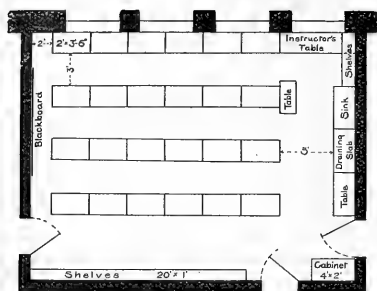 2'
2'×3'-6"
Instructor's
Table
Shelves
3'
Blackboard
Table
Sink
5'
Draining
Slab
Table
Shelves 20'×1'
Cabinet
4'×2'